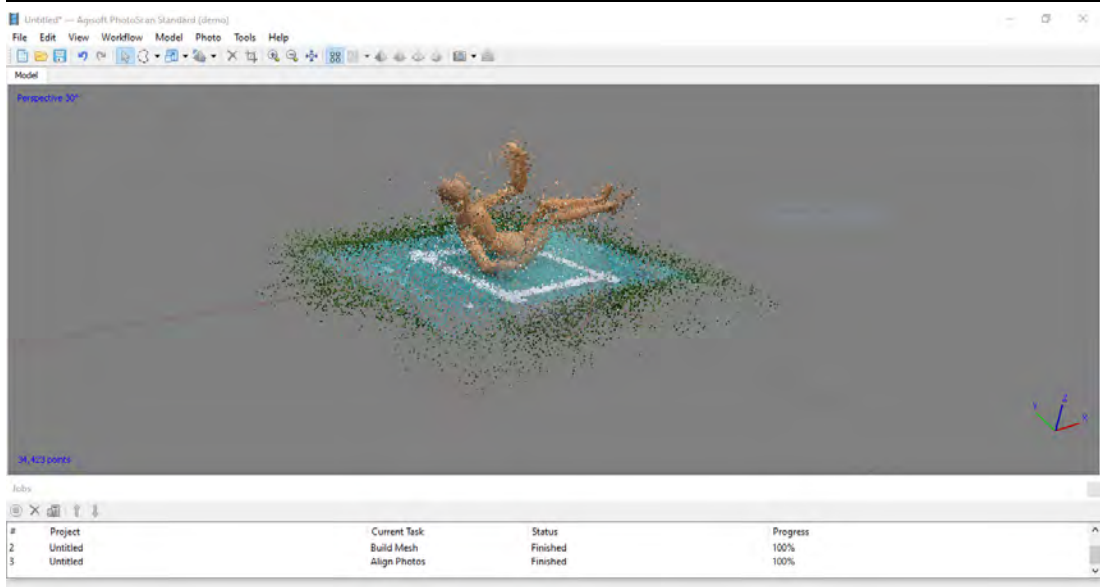 Untitled* — Agisoft PhotoScan Standard (demo)
File Edit View Workflow Model Photo Tools Help
Model
Perspective 30°
Z
Y
34,423 points
Jobs
# Project Current Task Status Progress
2 Untitled Build Mesh Finished 100%
3 Untitled Align Photos Finished 100%